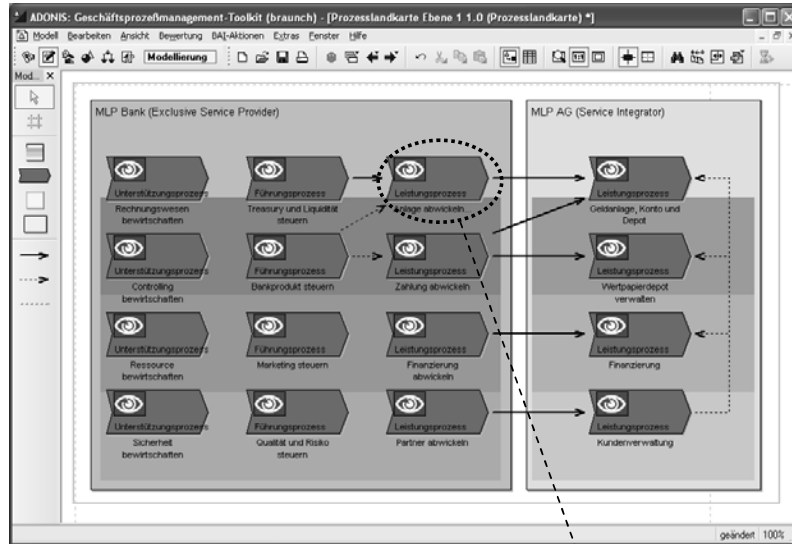 ADONIS: Geschäftsprozeßmanagement-Toolkit (braunch) - [Prozesslandkarte Ebene 1 1.0 (Prozesslandkarte) *]
Modell Bearbeiten Ansicht Bewertung BAI-Aktionen Extras Fenster Hilfe
Modellierung
Mod...
MLP Bank (Exclusive Service Provider)
MLP AG (Service Integrator)
Unterstützungsprozess
Führungsprozess
Leistungsprozess
Leistungsprozess
Rechnungswesen
bewirtschaften
Treasury und Liquidität
steuern
Anlage abwickeln
Geldanlage, Konto und
Depot
Unterstützungsprozess
Führungsprozess
Leistungsprozess
Leistungsprozess
Controlling
bewirtschaften
Bankprodukt steuern
Zahlung abwickeln
Wertpapierdepot
verwalten
Unterstützungsprozess
Führungsprozess
Leistungsprozess
Leistungsprozess
Ressource
bewirtschaften
Marketing steuern
Finanzierung
abwickeln
Finanzierung
Unterstützungsprozess
Führungsprozess
Leistungsprozess
Leistungsprozess
Sicherheit
bewirtschaften
Qualität und Risiko
steuern
Partner abwickeln
Kundenverwaltung
geändert 100%